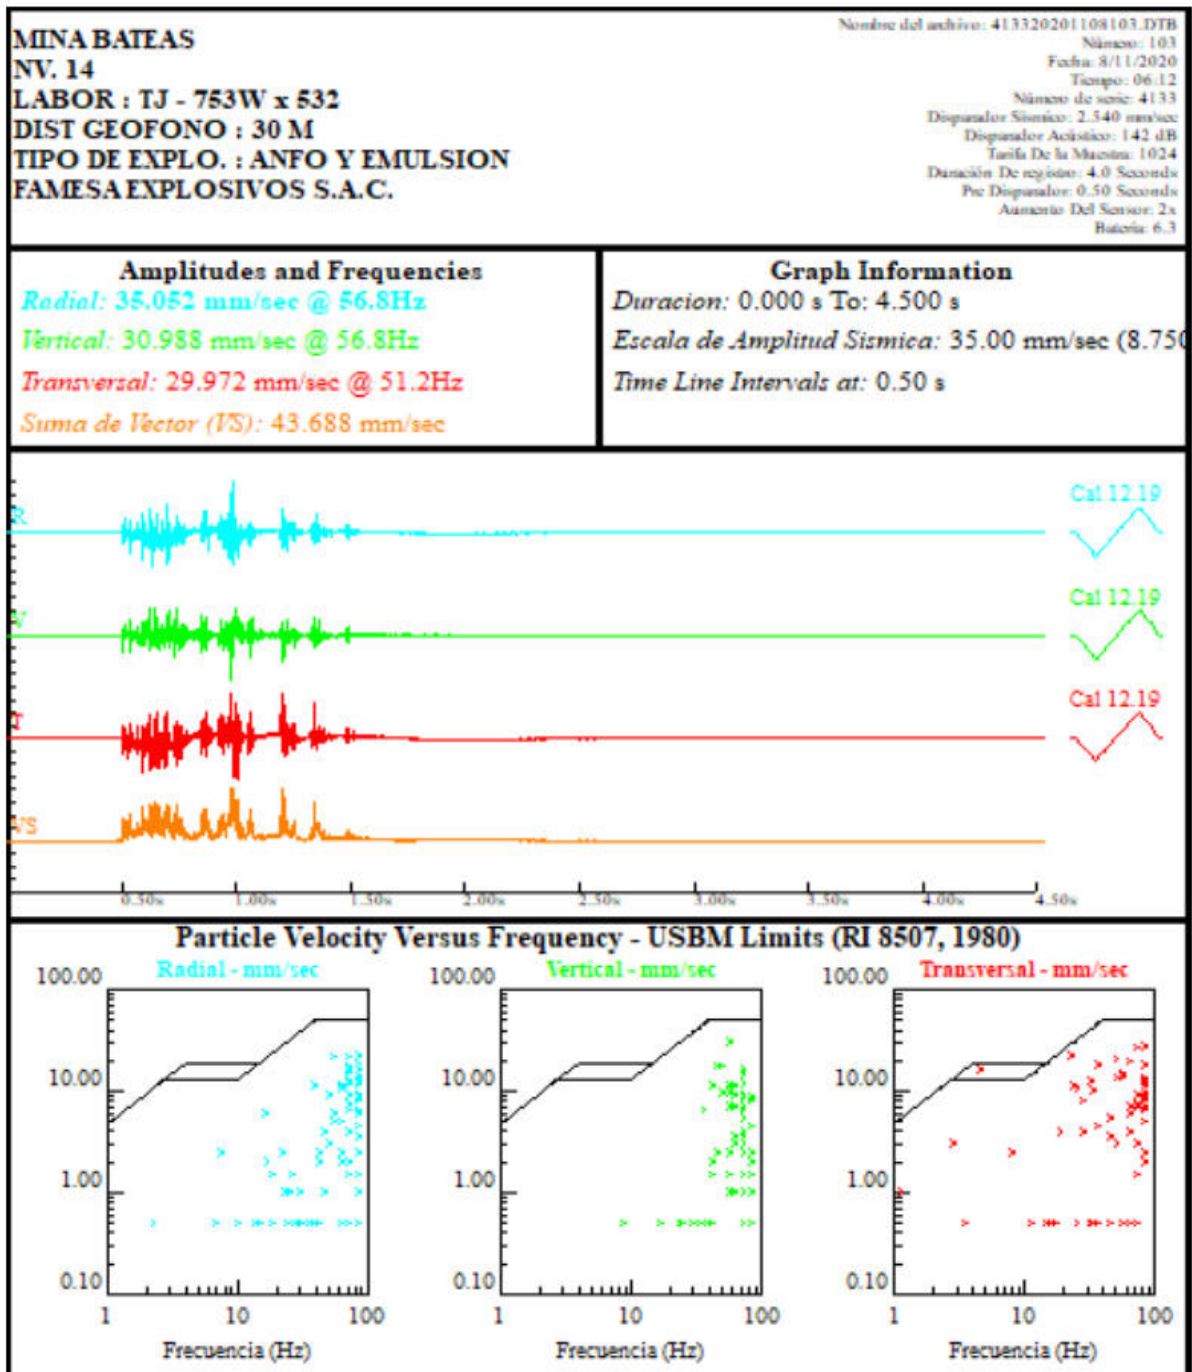 MINA BATEAS
NV. 14
LABOR : TJ - 753W x 532
DIST GEOFONO : 30 M
TIPO DE EXPLO. : ANFO Y EMULSION
FAMESA EXPLOSIVOS S.A.C.
Nombre del archivo: 413320201108103.DTB
Número: 103
Fecha: 8/11/2020
Tiempo: 06:12
Número de serie: 4133
Disparador Sísmico: 2.540 mm/sec
Disparador Acústico: 142 dB
Tarifa De la Muestra: 1024
Duración De registro: 4.0 Seconds
Pre Disparador: 0.50 Seconds
Aumento Del Sensor: 2x
Batería: 6.3
Amplitudes and Frequencies
Radial: 35.052 mm/sec @ 56.8Hz
Vertical: 30.988 mm/sec @ 56.8Hz
Transversal: 29.972 mm/sec @ 51.2Hz
Suma de Vector (VS): 43.688 mm/sec
Graph Information
Duracion: 0.000 s To: 4.500 s
Escala de Amplitud Sismica: 35.00 mm/sec (8.750
Time Line Intervals at: 0.50 s
R
Cal 12.19
V
Cal 12.19
T
Cal 12.19
VS
0.50s 1.00s 1.50s 2.00s 2.50s 3.00s 3.50s 4.00s 4.50s
Particle Velocity Versus Frequency - USBM Limits (RI 8507, 1980)
Radial - mm/sec
100.00
10.00
1.00
0.10
1 10 100
Frecuencia (Hz)
Vertical - mm/sec
100.00
10.00
1.00
0.10
1 10 100
Frecuencia (Hz)
Transversal - mm/sec
100.00
10.00
1.00
0.10
1 10 100
Frecuencia (Hz)